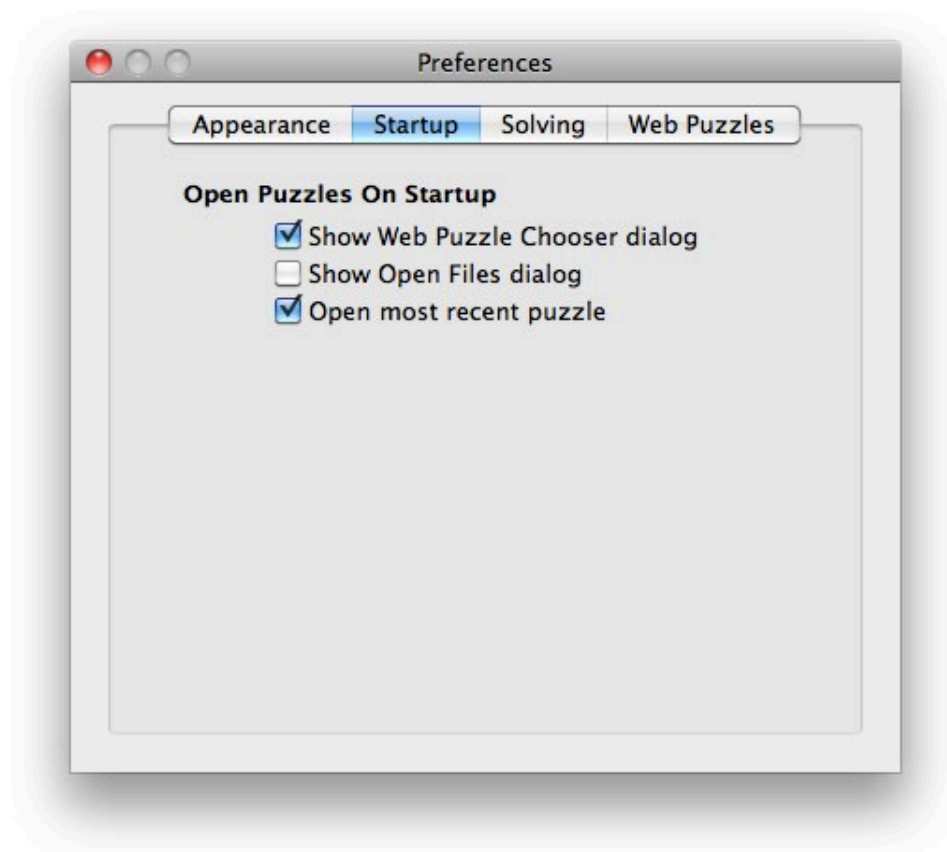 Preferences
Appearance Startup Solving Web Puzzles
Open Puzzles On Startup
Show Web Puzzle Chooser dialog
Show Open Files dialog
Open most recent puzzle